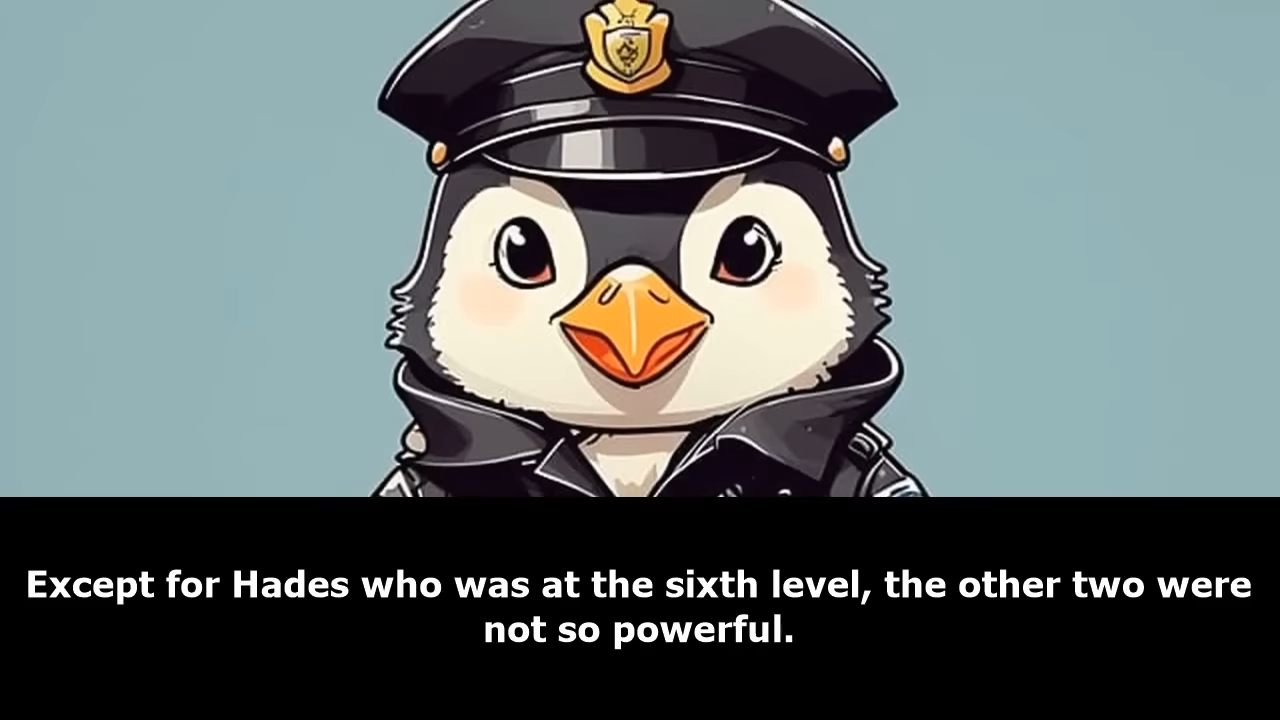 Except for Hades who was at the sixth level, the other two were
not so powerful.